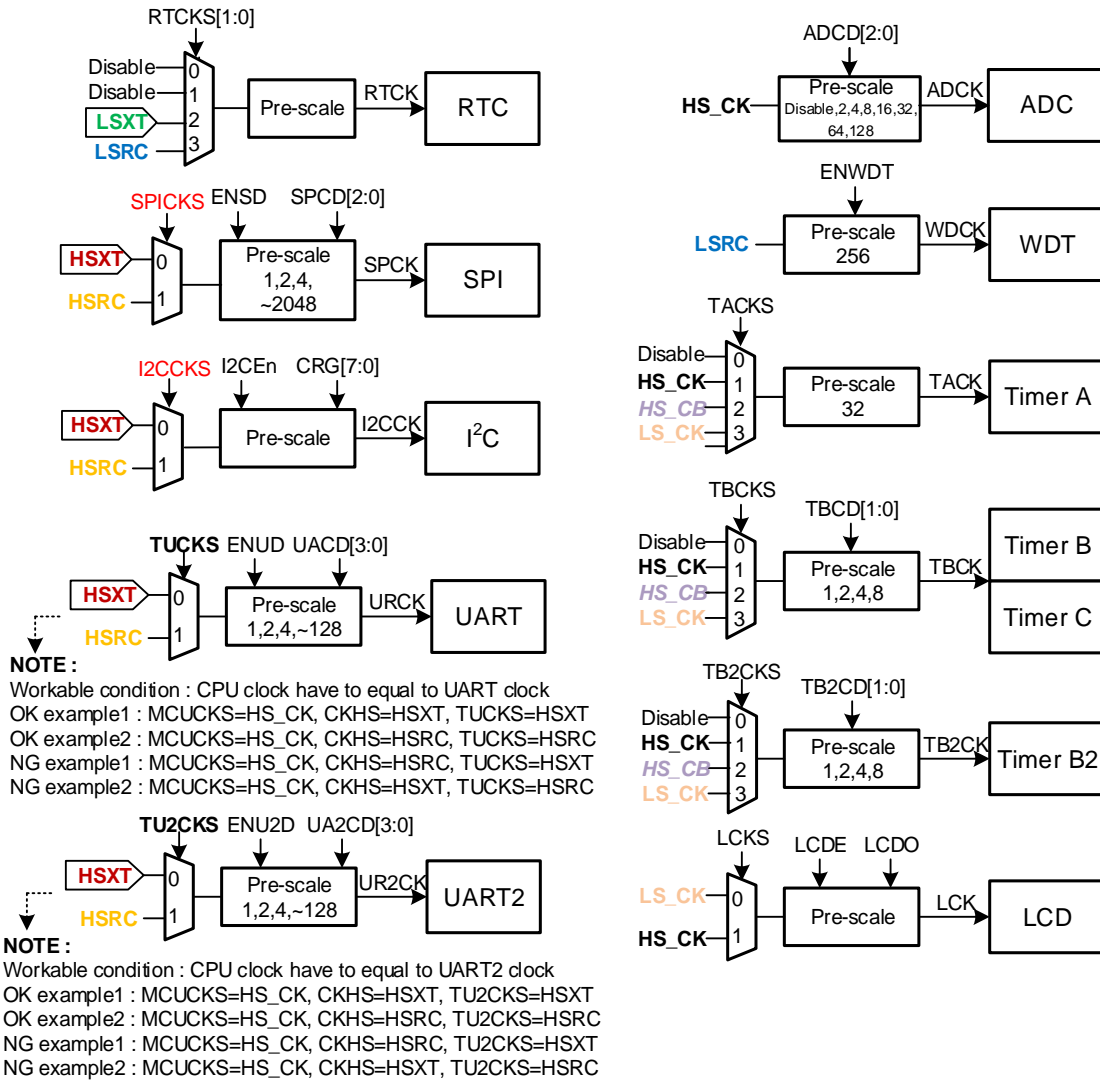 RTCKS[1:0]
Disable
Disable
LSXT
LSRC
0
1
2
3
Pre-scale
RTCK
RTC
SPICKS ENSD SPCD[2:0]
HSXT
HSRC
0
1
Pre-scale
1,2,4,
~2048
SPCK
SPI
I2CCKS I2CEn CRG[7:0]
HSXT
HSRC
0
1
Pre-scale
I2CCK
I²C
TUCKS ENUD UACD[3:0]
HSXT
HSRC
0
1
Pre-scale
1,2,4,~128
URCK
UART
NOTE :
Workable condition : CPU clock have to equal to UART clock
OK example1 : MCUCKS=HS_CK, CKHS=HSXT, TUCKS=HSXT
OK example2 : MCUCKS=HS_CK, CKHS=HSRC, TUCKS=HSRC
NG example1 : MCUCKS=HS_CK, CKHS=HSRC, TUCKS=HSXT
NG example2 : MCUCKS=HS_CK, CKHS=HSXT, TUCKS=HSRC
TU2CKS ENU2D UA2CD[3:0]
HSXT
HSRC
0
1
Pre-scale
1,2,4,~128
UR2CK
UART2
NOTE :
Workable condition : CPU clock have to equal to UART2 clock
OK example1 : MCUCKS=HS_CK, CKHS=HSXT, TU2CKS=HSXT
OK example2 : MCUCKS=HS_CK, CKHS=HSRC, TU2CKS=HSRC
NG example1 : MCUCKS=HS_CK, CKHS=HSRC, TU2CKS=HSXT
NG example2 : MCUCKS=HS_CK, CKHS=HSXT, TU2CKS=HSRC
ADCD[2:0]
HS_CK
Pre-scale
Disable,2,4,8,16,32,
64,128
ADCK
ADC
ENWDT
LSRC
Pre-scale
256
WDCK
WDT
TACKS
Disable
HS_CK
HS_CB
LS_CK
0
1
2
3
Pre-scale
32
TACK
Timer A
TBCKS
TBCD[1:0]
Disable
HS_CK
HS_CB
LS_CK
0
1
2
3
Pre-scale
1,2,4,8
TBCK
Timer B
Timer C
TB2CKS
TB2CD[1:0]
Disable
HS_CK
HS_CB
LS_CK
0
1
2
3
Pre-scale
1,2,4,8
TB2CK
Timer B2
LCKS LCDE LCDO
LS_CK
HS_CK
0
1
Pre-scale
LCK
LCD